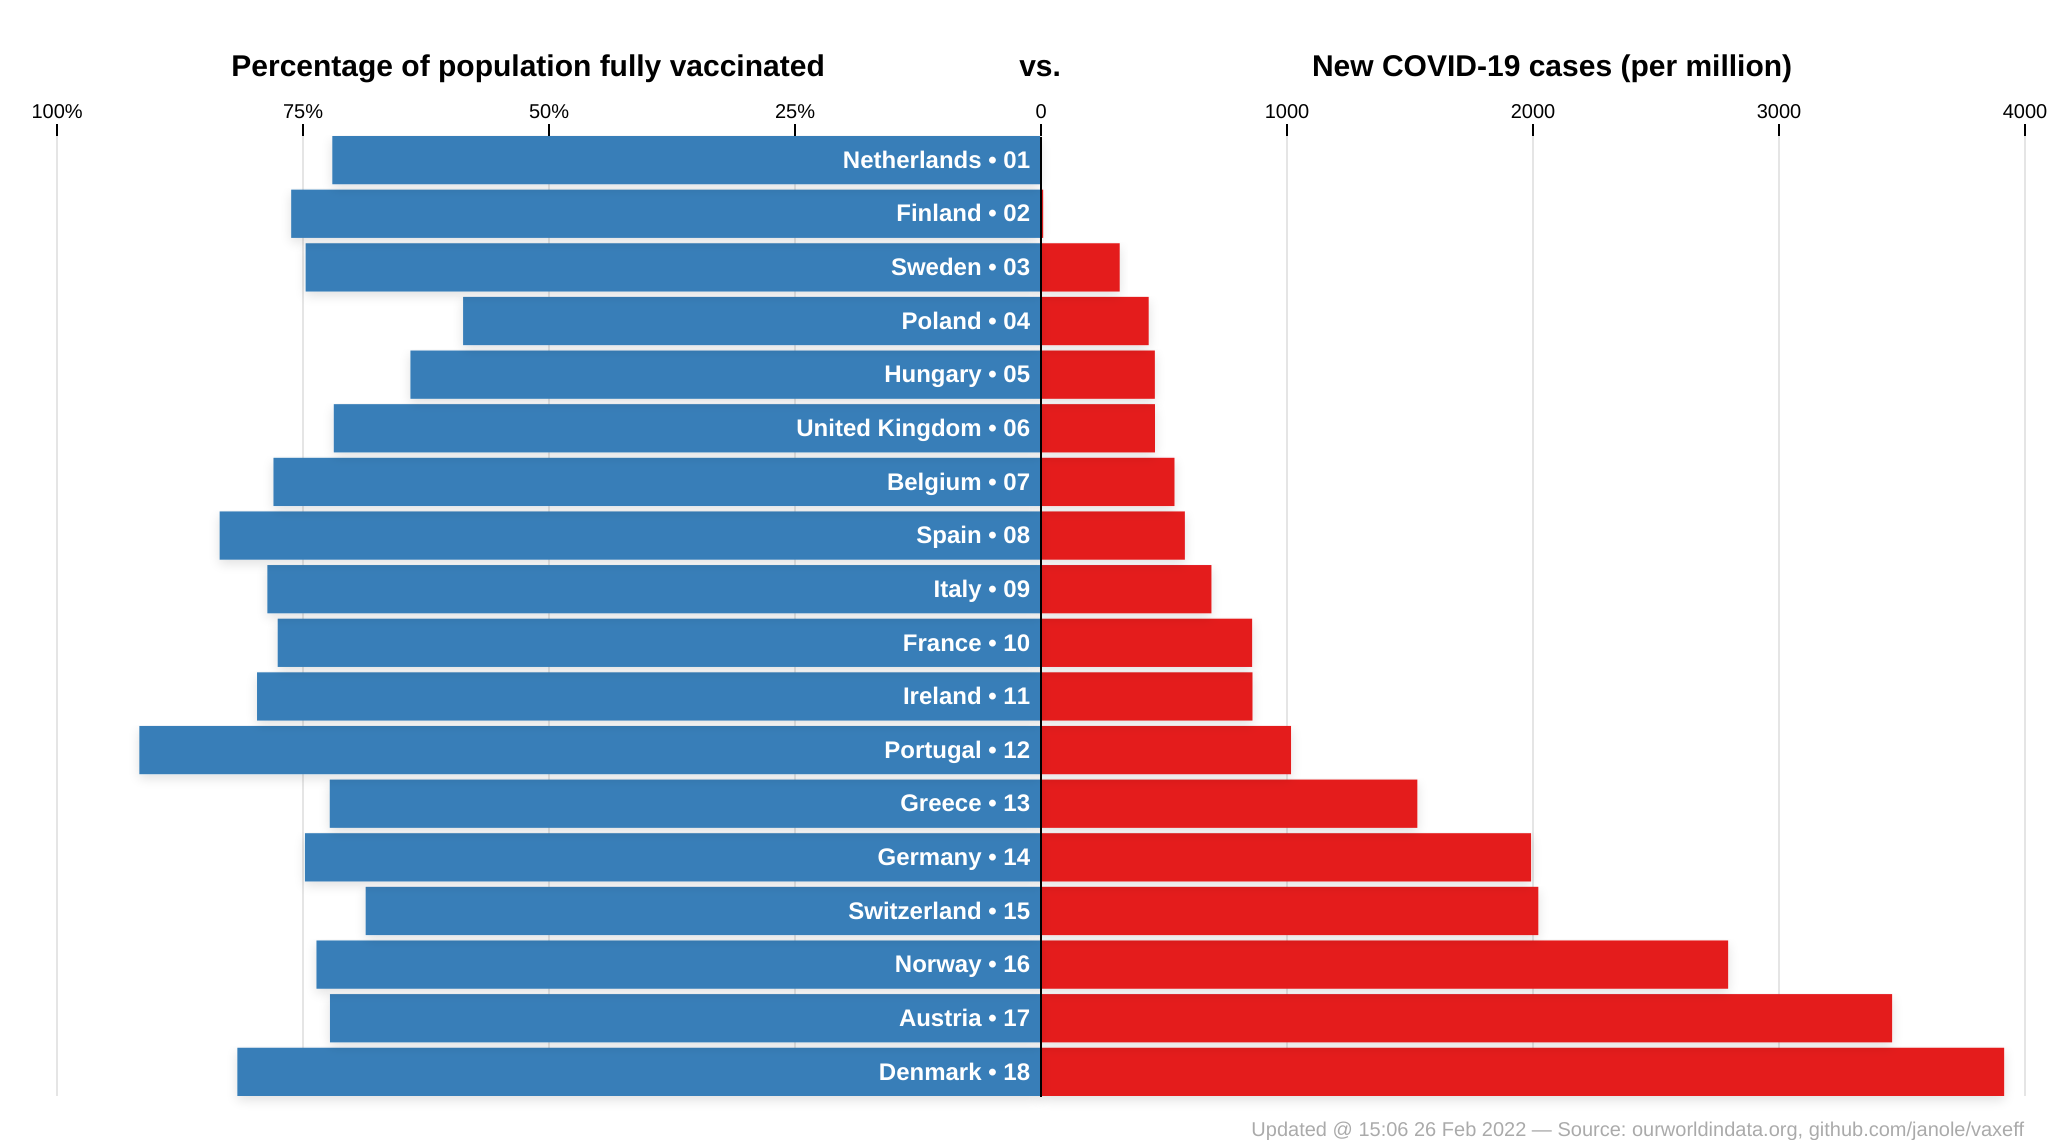 Percentage of population fully vaccinated vs. New COVID-19 cases (per million)
100% 75% 50% 25% 0 1000 2000 3000 4000
Netherlands • 01
Finland • 02
Sweden • 03
Poland • 04
Hungary • 05
United Kingdom • 06
Belgium • 07
Spain • 08
Italy • 09
France • 10
Ireland • 11
Portugal • 12
Greece • 13
Germany • 14
Switzerland • 15
Norway • 16
Austria • 17
Denmark • 18
Updated @ 15:06 26 Feb 2022 — Source: ourworldindata.org, github.com/janole/vaxeff